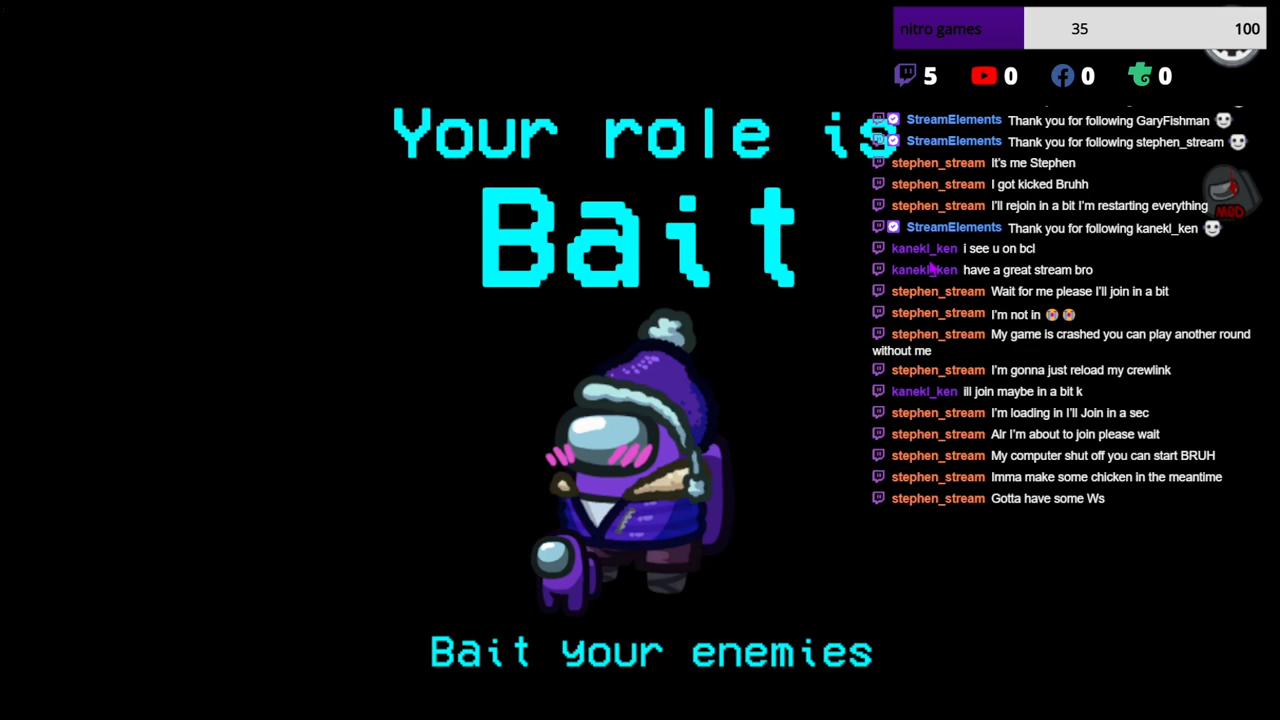 nitro games 35 100
5 0 0 0
Your role is
Bait
Bait your enemies
StreamElements Thank you for following GaryFishman
StreamElements Thank you for following stephen_stream
stephen_stream It's me Stephen
stephen_stream I got kicked Bruhh
stephen_stream I'll rejoin in a bit I'm restarting everything
MOD
StreamElements Thank you for following kanekl_ken
kanekl_ken i see u on bcl
kanekl_ken have a great stream bro
stephen_stream Wait for me please I'll join in a bit
stephen_stream I'm not in 😭 😭
stephen_stream My game is crashed you can play another round
without me
stephen_stream I'm gonna just reload my crewlink
kanekl_ken ill join maybe in a bit k
stephen_stream I'm loading in I'll Join in a sec
stephen_stream Alr I'm about to join please wait
stephen_stream My computer shut off you can start BRUH
stephen_stream Imma make some chicken in the meantime
stephen_stream Gotta have some Ws